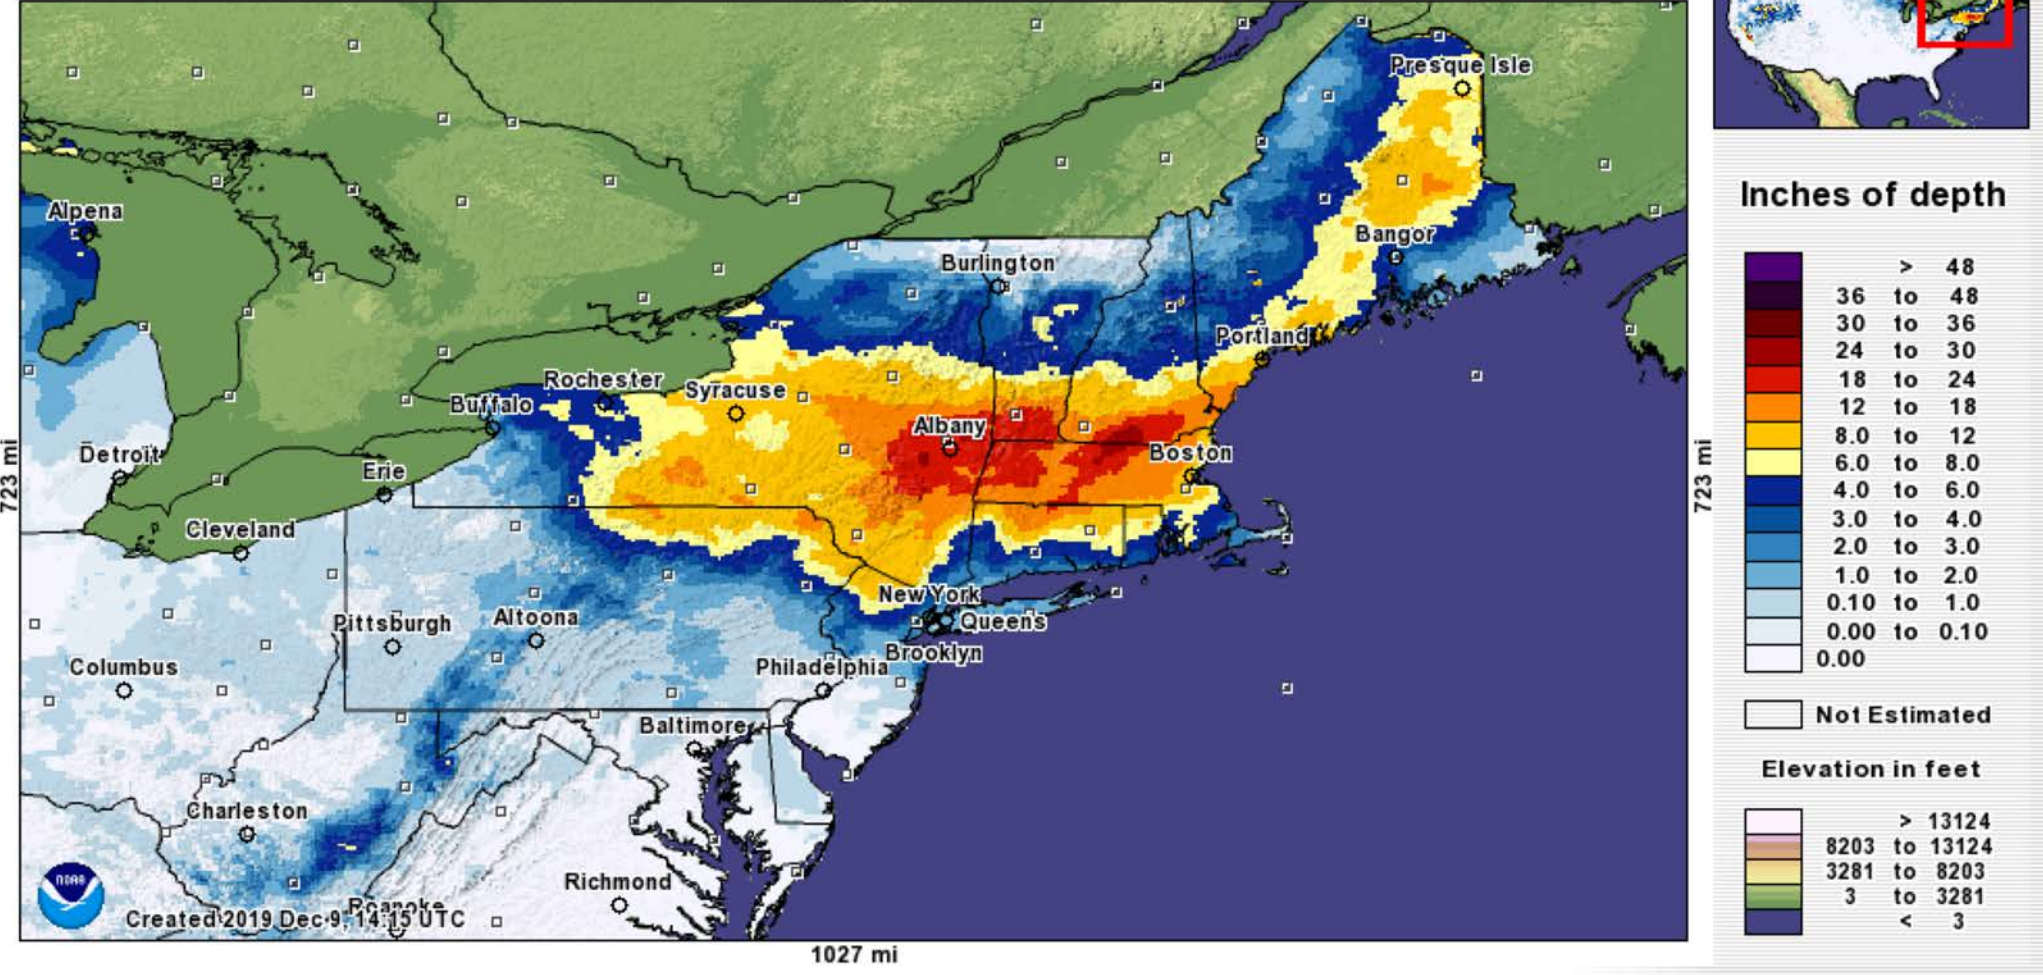 Presque Isle
Alpena
Bangor
Burlington
Portland
Rochester
Syracuse
Buffalo
Albany
Boston
Detroit
Erie
Cleveland
New York
Queens
Pittsburgh
Altoona
Brooklyn
Columbus
Philadelphia
Baltimore
Charleston
Richmond
Roanoke
NOAA
Created 2019 Dec 9, 14:15 UTC
723 mi
723 mi
1027 mi
Inches of depth
> 48
36 to 48
30 to 36
24 to 30
18 to 24
12 to 18
8.0 to 12
6.0 to 8.0
4.0 to 6.0
3.0 to 4.0
2.0 to 3.0
1.0 to 2.0
0.10 to 1.0
0.00 to 0.10
0.00
Not Estimated
Elevation in feet
> 13124
8203 to 13124
3281 to 8203
3 to 3281
< 3